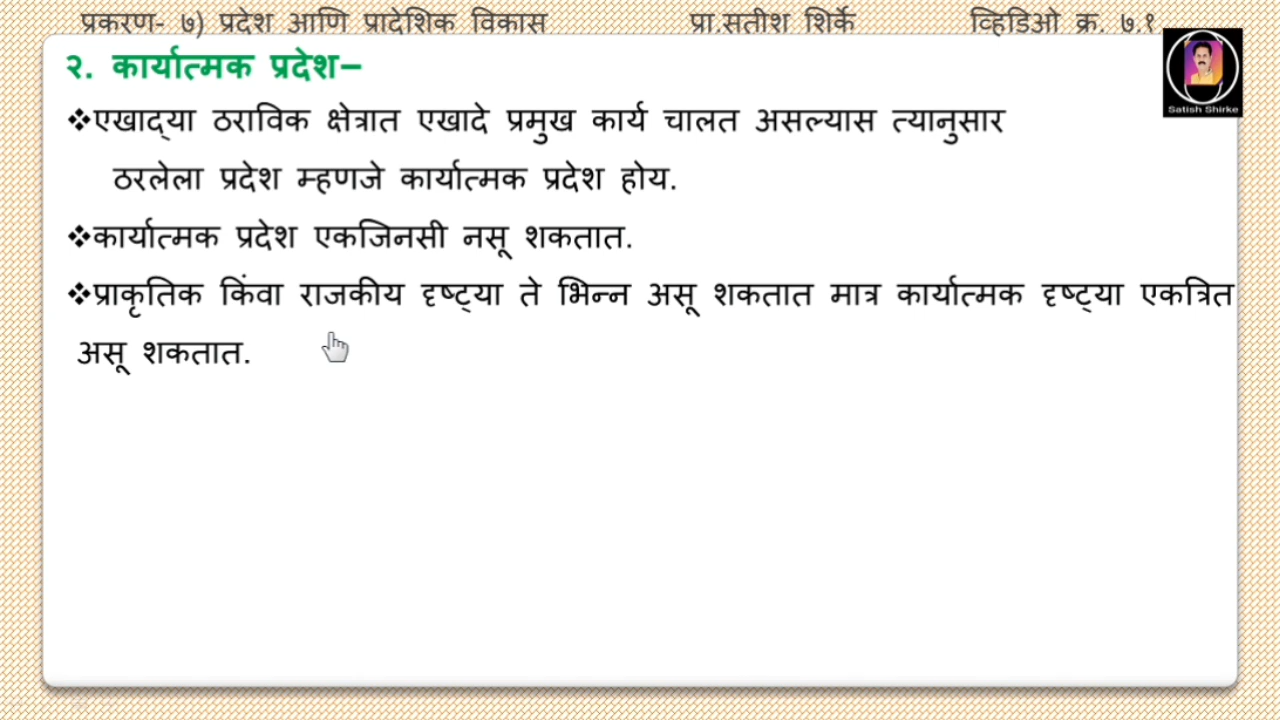 प्रकरण- ७) प्रदेश आणि प्रादेशिक विकास प्रा.सतीश शिर्के व्हिडिओ क्र. ७.१
Satish Shirke
२. कार्यात्मक प्रदेश–
❖एखाद्‌या ठराविक क्षेत्रात एखादे प्रमुख कार्य चालत असल्यास त्यानुसार
ठरलेला प्रदेश म्हणजे कार्यात्मक प्रदेश होय.
❖कार्यात्मक प्रदेश एकजिनसी नसू शकतात.
❖प्राकृतिक किंवा राजकीय दृष्ट्‌या ते भिन्न असू शकतात मात्र कार्यात्मक दृष्ट्‌या एकत्रित
असू शकतात.